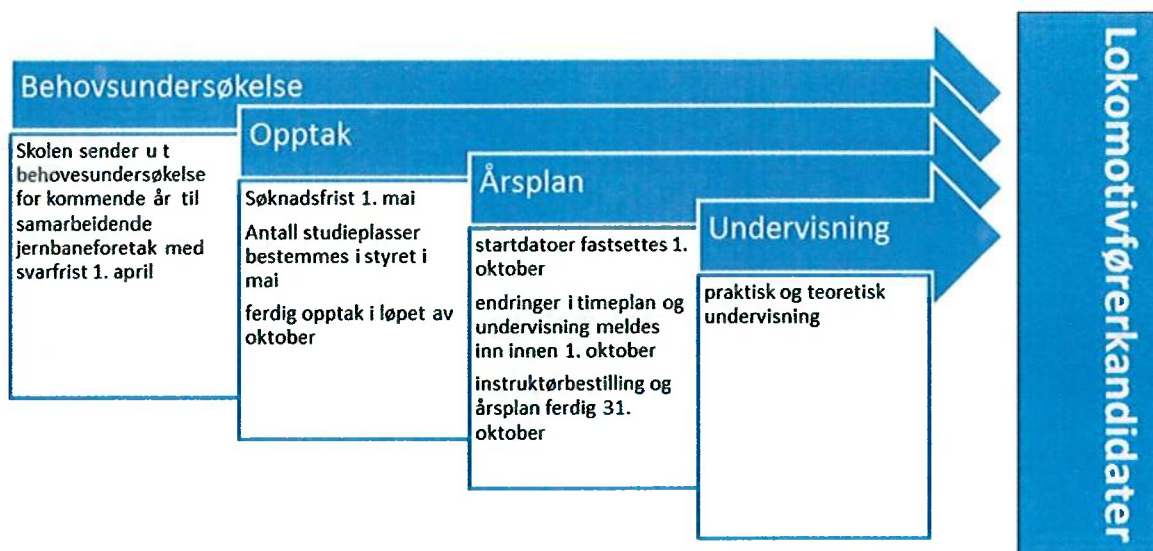 Behovsundersøkelse
Skolen sender u t
behovesundersøkelse
for kommende år til
samarbeidende
jernbaneforetak med
svarfrist 1. april
Opptak
Søknadsfrist 1. mai
Antall studieplasser
bestemmes i styret i
mai
ferdig opptak i løpet av
oktober
Årsplan
startdatoer fastsettes 1.
oktober
endringer i timeplan og
undervisning meldes
inn innen 1. oktober
instruktørbestilling og
årsplan ferdig 31.
oktober
Undervisning
praktisk og teoretisk
undervisning
Lokomotivførerkandidater